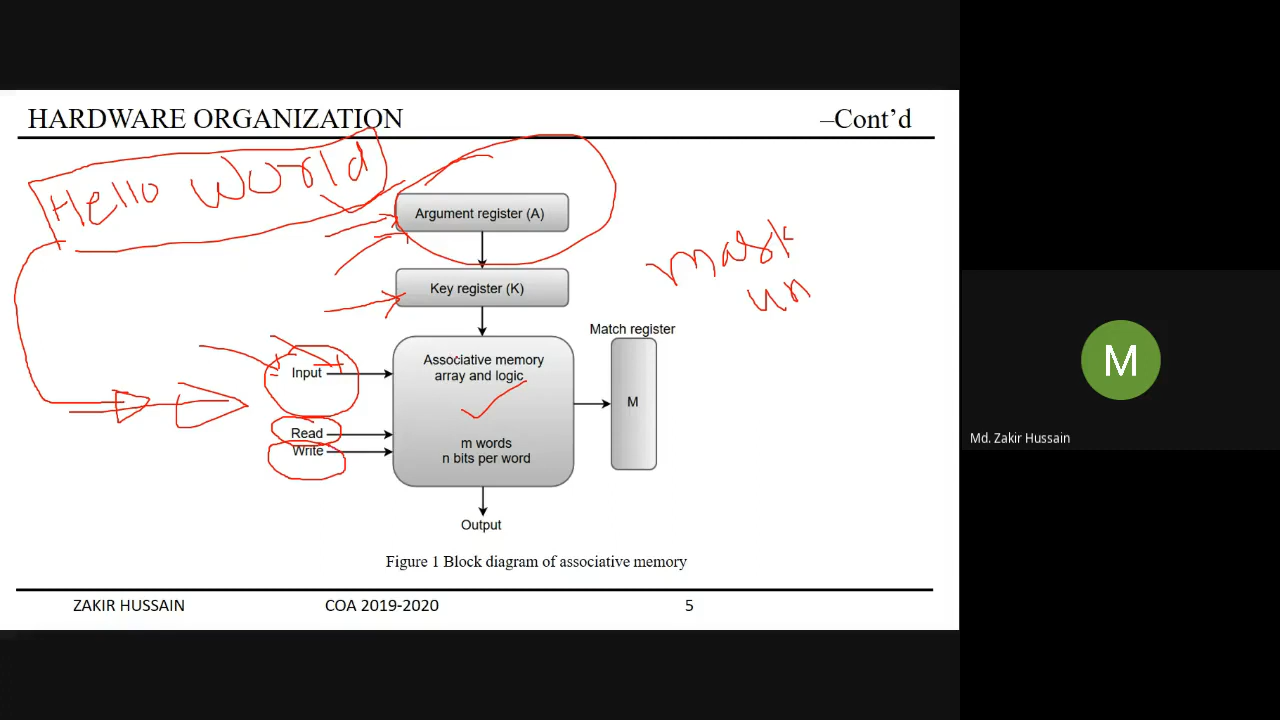 HARDWARE ORGANIZATION –Cont’d
Hello World
Argument register (A)
mask
un
Key register (K)
Match register
Associative memory
array and logic
Input
M
Read
Write
m words
n bits per word
Output
Figure 1 Block diagram of associative memory
ZAKIR HUSSAIN COA 2019-2020 5
M
Md. Zakir Hussain